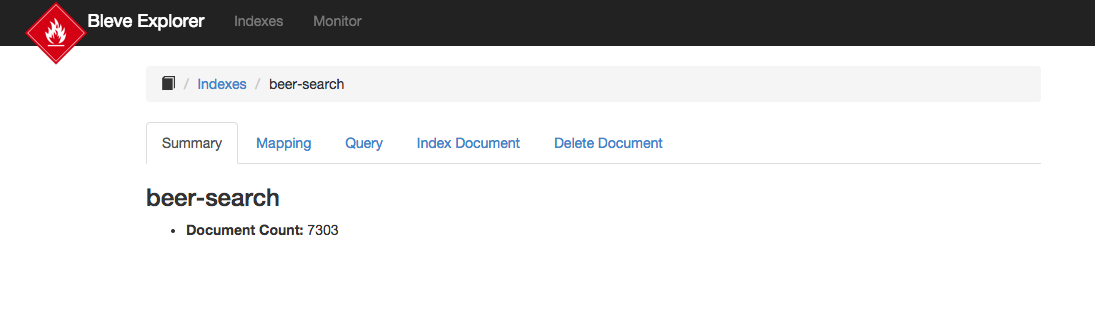 Bleve Explorer Indexes Monitor
/ Indexes / beer-search
Summary Mapping Query Index Document Delete Document
beer-search
• Document Count: 7303